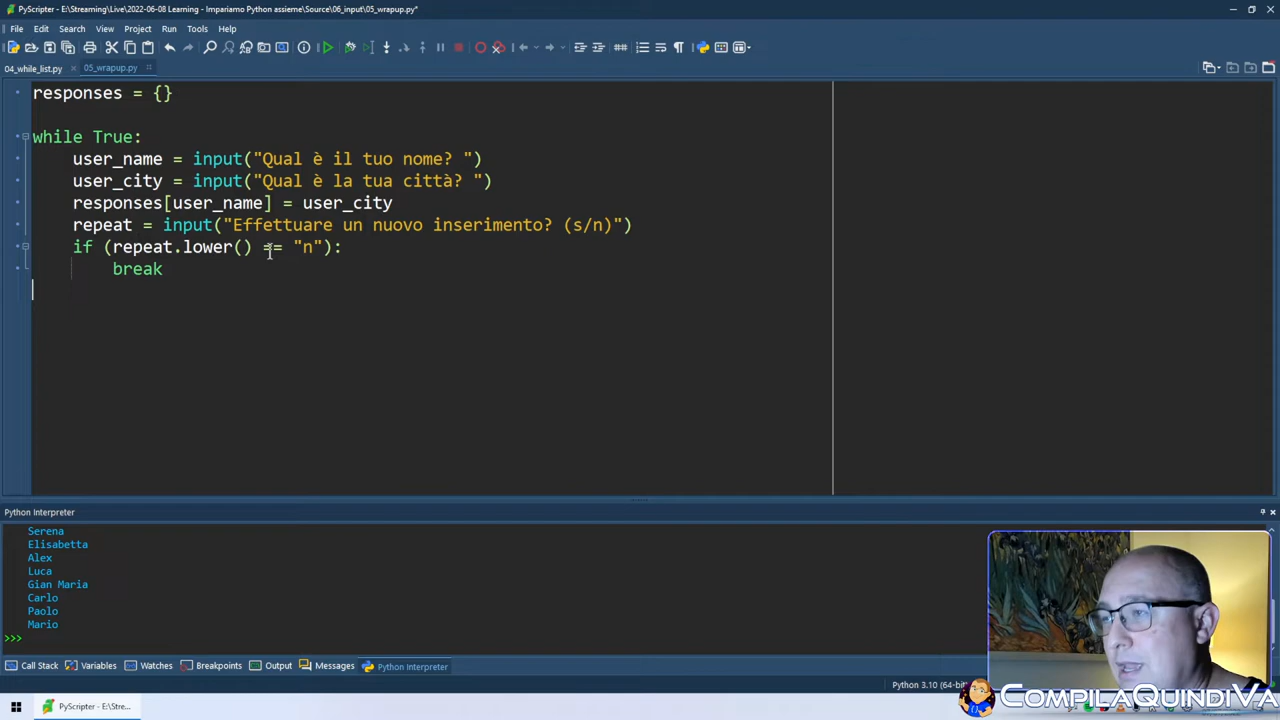 PyScripter - E:\Streaming\Live\2022-06-08 Learning - Impariamo Python assieme\Source\06_input\05_wrapup.py*
File Edit Search View Project Run Tools Help
04_while_list.py 05_wrapup.py
responses = {}
while True:
user_name = input("Qual è il tuo nome? ")
user_city = input("Qual è la tua città? ")
responses[user_name] = user_city
repeat = input("Effettuare un nuovo inserimento? (s/n)")
if (repeat.lower() == "n"):
break
Python Interpreter
Serena
Elisabetta
Alex
Luca
Gian Maria
Carlo
Paolo
Mario
>>>
Call Stack Variables Watches Breakpoints Output Messages Python Interpreter
Python 3.10 (64-bit)
PyScripter - E:\Stre...
COMPILAQUINDIVA